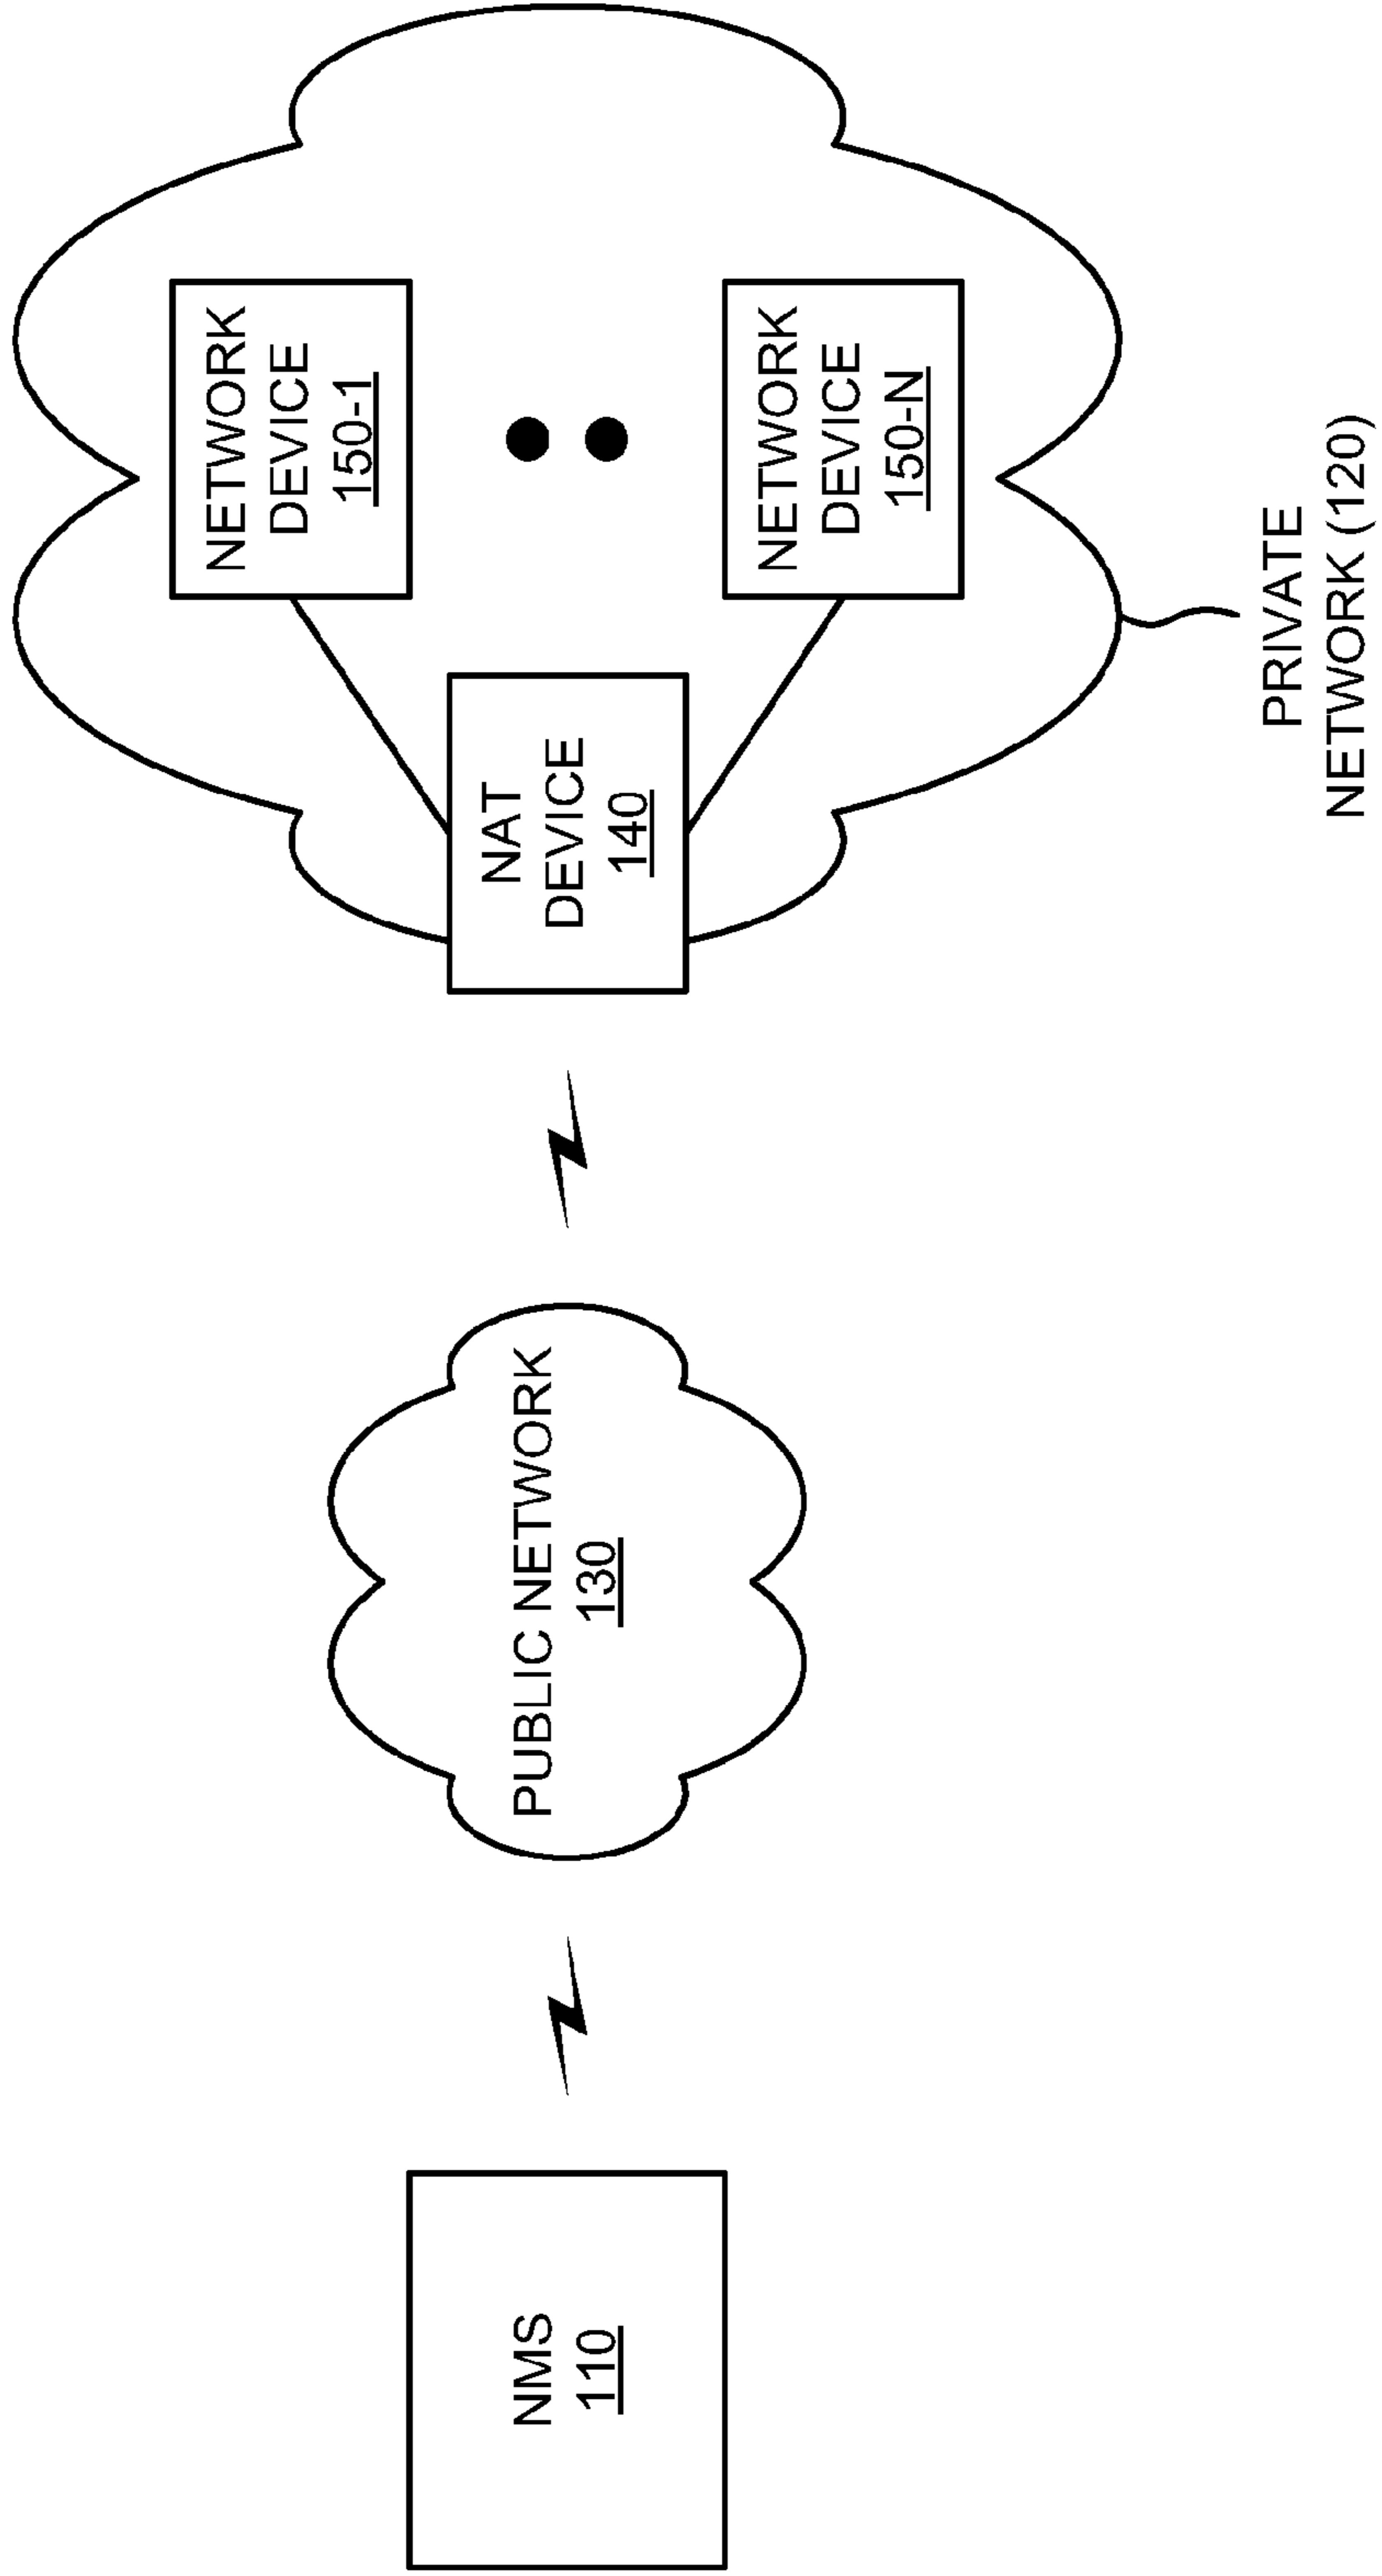 NMS
110
PUBLIC NETWORK
130
NAT
DEVICE
140
NETWORK
DEVICE
150-1
NETWORK
DEVICE
150-N
PRIVATE
NETWORK (120)